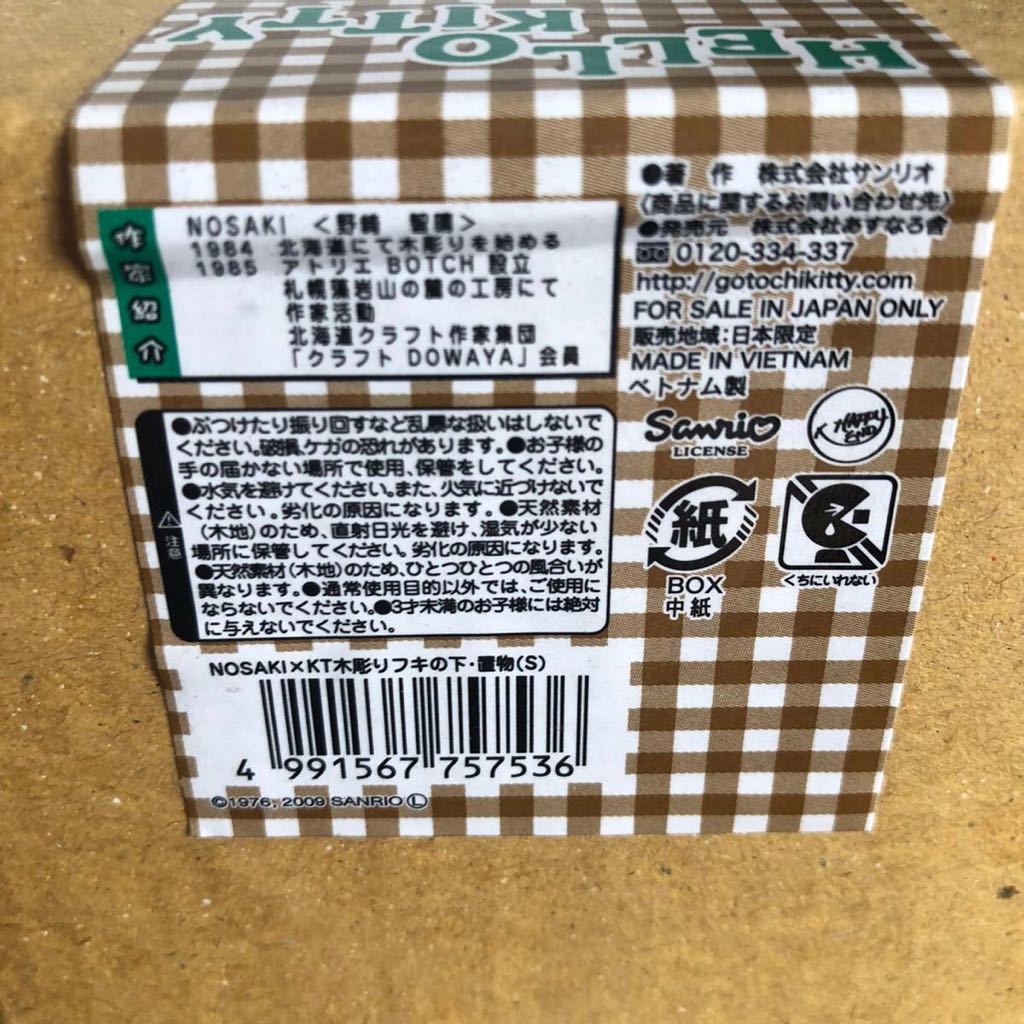 HELLO
KITTY
作家紹介
NOSAKI <野崎 智>
1984 北海道にて木彫りを始める
1985 アトリエ BOTCH 設立
札幌藻岩山の麓の工房にて
作家活動
北海道クラフト作家集団
「クラフト DOWAYA」会員
⚠注意
●ぶつけたり振り回すなど乱暴な扱いはしないで
ください。破損、ケガの恐れがあります。●お子様の
手の届かない場所で使用、保管をしてください。
●水気を避けてください。また、火気に近づけないで
ください。劣化の原因になります。●天然素材
(木地)のため、直射日光を避け、湿気が少ない
場所に保管してください。劣化の原因になります。
●天然素材(木地)のため、ひとつひとつの風合いが
異なります。●通常使用目的以外では、ご使用に
ならないでください。●3才未満のお子様には絶対
に与えないでください。
NOSAKI×KT木彫りフキの下・置物(S)
4 991567 757536
©1976, 2009 SANRIO Ⓛ
●著 作 株式会社サンリオ
(商品に関するお問い合わせ先)
●発売元 株式会社あすなろ舎
0120-334-337
http://gotochikitty.com
FOR SALE IN JAPAN ONLY
販売地域:日本限定
MADE IN VIETNAM
ベトナム製
Sanrio
LICENSE
Happy
End
紙
BOX
中紙
くちにいれない